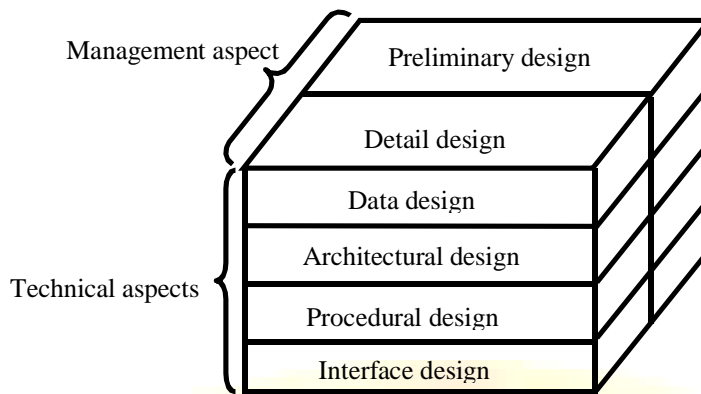 Management aspect
Preliminary design
Detail design
Data design
Architectural design
Technical aspects
Procedural design
Interface design